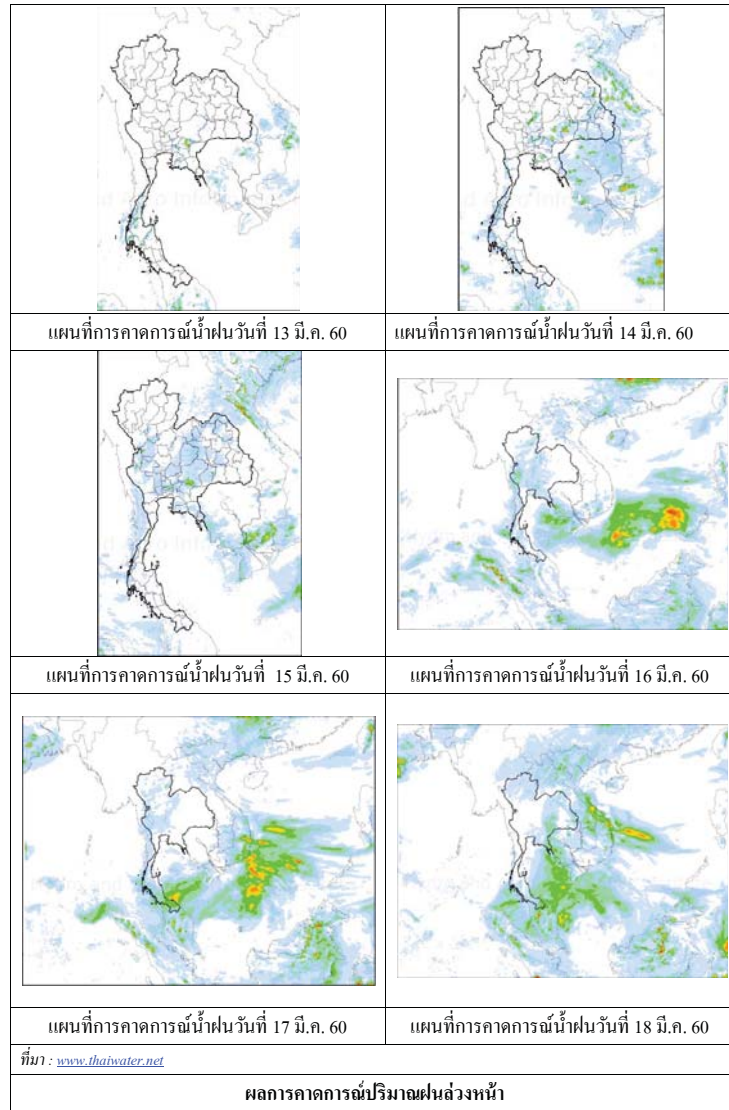 แผนที่การคาดการณ์น้ำฝนวันที่ 13 มี.ค. 60
แผนที่การคาดการณ์น้ำฝนวันที่ 14 มี.ค. 60
แผนที่การคาดการณ์น้ำฝนวันที่ 15 มี.ค. 60
แผนที่การคาดการณ์น้ำฝนวันที่ 16 มี.ค. 60
แผนที่การคาดการณ์น้ำฝนวันที่ 17 มี.ค. 60
แผนที่การคาดการณ์น้ำฝนวันที่ 18 มี.ค. 60
ที่มา : www.thaiwater.net
ผลการคาดการณ์ปริมาณฝนล่วงหน้า